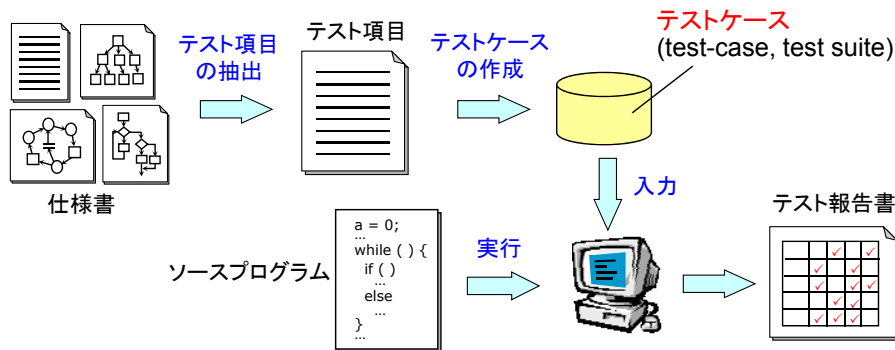 テスト項目
の抽出
テスト項目
テストケース
の作成
テストケース
(test-case, test suite)
仕様書
入力
テスト報告書
ソースプログラム
a = 0;
...
while ( ) {
if ( )
...
else
...
}
...
実行